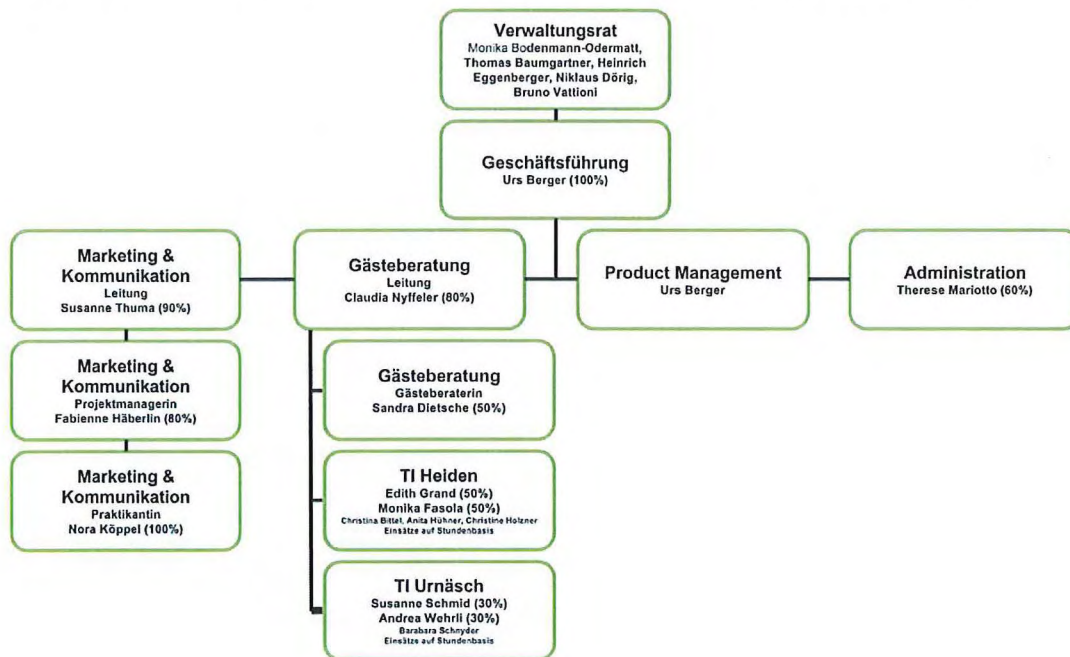 Verwaltungsrat
Monika Bodenmann-Odermatt,
Thomas Baumgartner, Heinrich
Eggenberger, Niklaus Dörig,
Bruno Vattioni
Geschäftsführung
Urs Berger (100%)
Marketing &
Kommunikation
Leitung
Susanne Thuma (90%)
Gästeberatung
Leitung
Claudia Nyffeler (80%)
Product Management
Urs Berger
Administration
Therese Mariotto (60%)
Marketing &
Kommunikation
Projektmanagerin
Fabienne Häberlin (80%)
Marketing &
Kommunikation
Praktikantin
Nora Köppel (100%)
Gästeberatung
Gästeberaterin
Sandra Dietsche (50%)
TI Heiden
Edith Grand (50%)
Monika Fasola (50%)
Christina Bittel, Anita Hühner, Christine Holzner
Einsätze auf Stundenbasis
TI Urnäsch
Susanne Schmid (30%)
Andrea Wehrli (30%)
Barabara Schnyder
Einsätze auf Stundenbasis